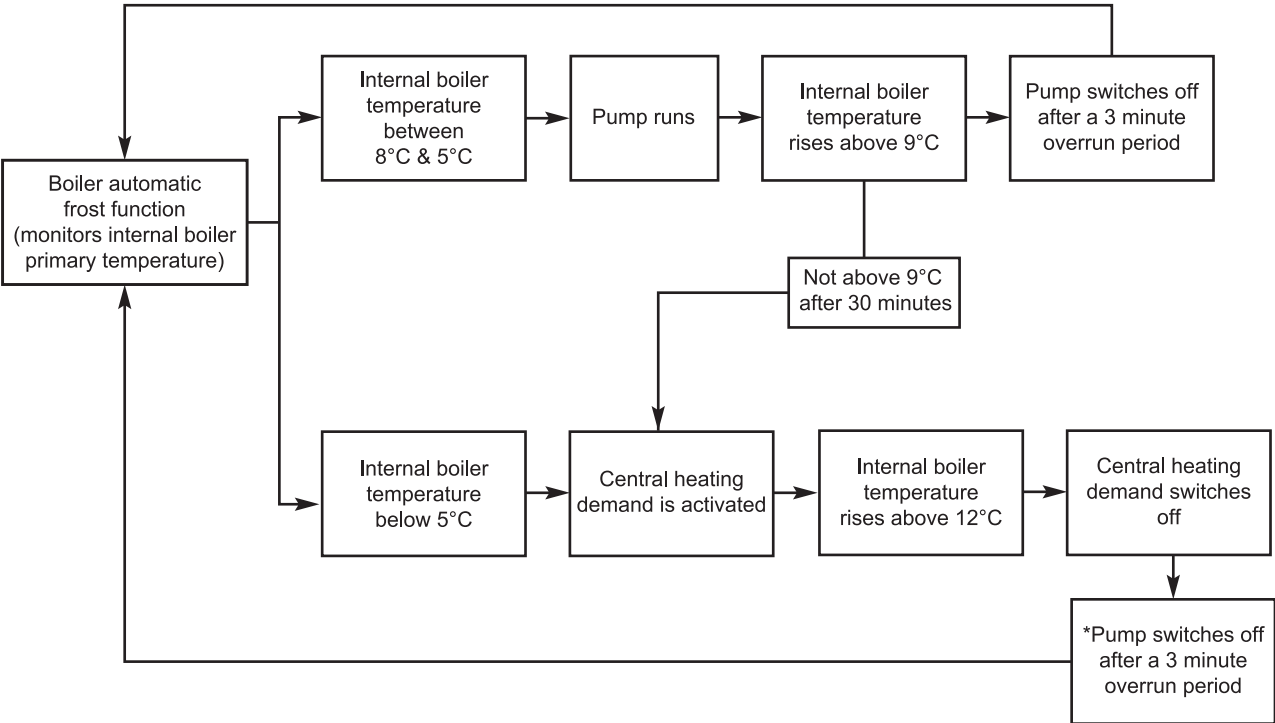 Boiler automatic
frost function
(monitors internal boiler
primary temperature)
Internal boiler
temperature
between
8°C & 5°C
Pump runs
Internal boiler
temperature
rises above 9°C
Pump switches off
after a 3 minute
overrun period
Not above 9°C
after 30 minutes
Internal boiler
temperature
below 5°C
Central heating
demand is activated
Internal boiler
temperature
rises above 12°C
Central heating
demand switches
off
*Pump switches off
after a 3 minute
overrun period